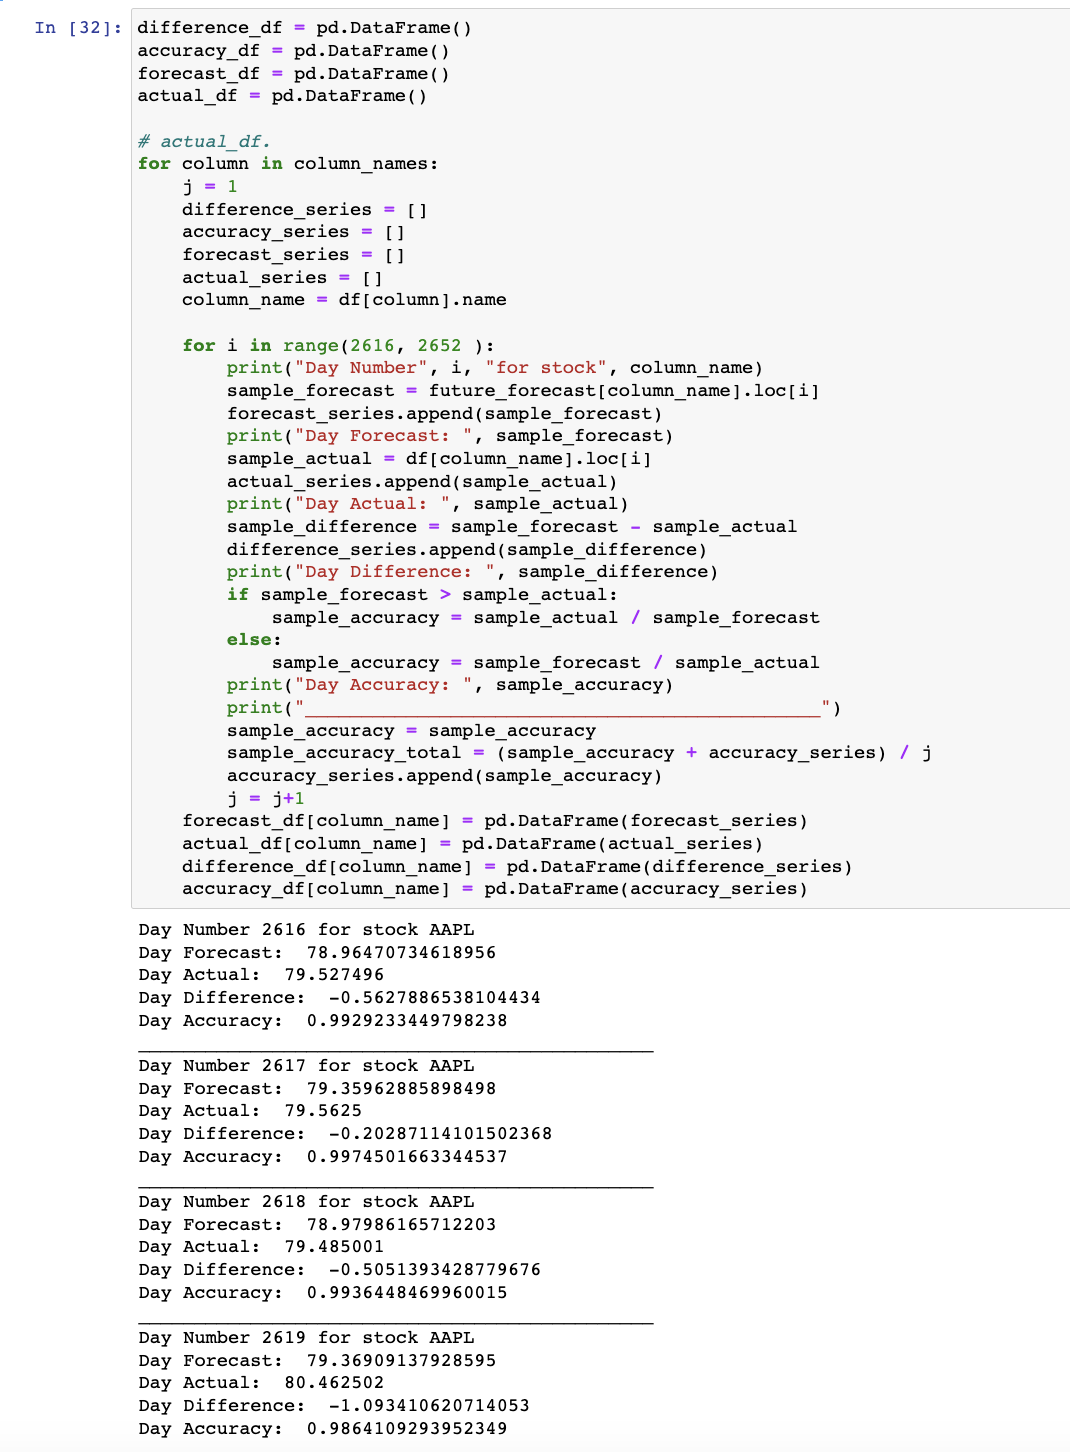 In [32]: difference_df = pd.DataFrame()
accuracy_df = pd.DataFrame()
forecast_df = pd.DataFrame()
actual_df = pd.DataFrame()

# actual_df.
for column in column_names:
    j = 1
    difference_series = []
    accuracy_series = []
    forecast_series = []
    actual_series = []
    column_name = df[column].name

    for i in range(2616, 2652 ):
        print("Day Number", i, "for stock", column_name)
        sample_forecast = future_forecast[column_name].loc[i]
        forecast_series.append(sample_forecast)
        print("Day Forecast: ", sample_forecast)
        sample_actual = df[column_name].loc[i]
        actual_series.append(sample_actual)
        print("Day Actual: ", sample_actual)
        sample_difference = sample_forecast - sample_actual
        difference_series.append(sample_difference)
        print("Day Difference: ", sample_difference)
        if sample_forecast > sample_actual:
            sample_accuracy = sample_actual / sample_forecast
        else:
            sample_accuracy = sample_forecast / sample_actual
        print("Day Accuracy: ", sample_accuracy)
        print("______________________________________________")
        sample_accuracy = sample_accuracy
        sample_accuracy_total = (sample_accuracy + accuracy_series) / j
        accuracy_series.append(sample_accuracy)
        j = j+1
    forecast_df[column_name] = pd.DataFrame(forecast_series)
    actual_df[column_name] = pd.DataFrame(actual_series)
    difference_df[column_name] = pd.DataFrame(difference_series)
    accuracy_df[column_name] = pd.DataFrame(accuracy_series)
Day Number 2616 for stock AAPL
Day Forecast:  78.96470734618956
Day Actual:  79.527496
Day Difference:  -0.5627886538104434
Day Accuracy:  0.9929233449798238
______________________________________________
Day Number 2617 for stock AAPL
Day Forecast:  79.35962885898498
Day Actual:  79.5625
Day Difference:  -0.20287114101502368
Day Accuracy:  0.9974501663344537
______________________________________________
Day Number 2618 for stock AAPL
Day Forecast:  78.97986165712203
Day Actual:  79.485001
Day Difference:  -0.5051393428779676
Day Accuracy:  0.9936448469960015
______________________________________________
Day Number 2619 for stock AAPL
Day Forecast:  79.36909137928595
Day Actual:  80.462502
Day Difference:  -1.093410620714053
Day Accuracy:  0.9864109293952349